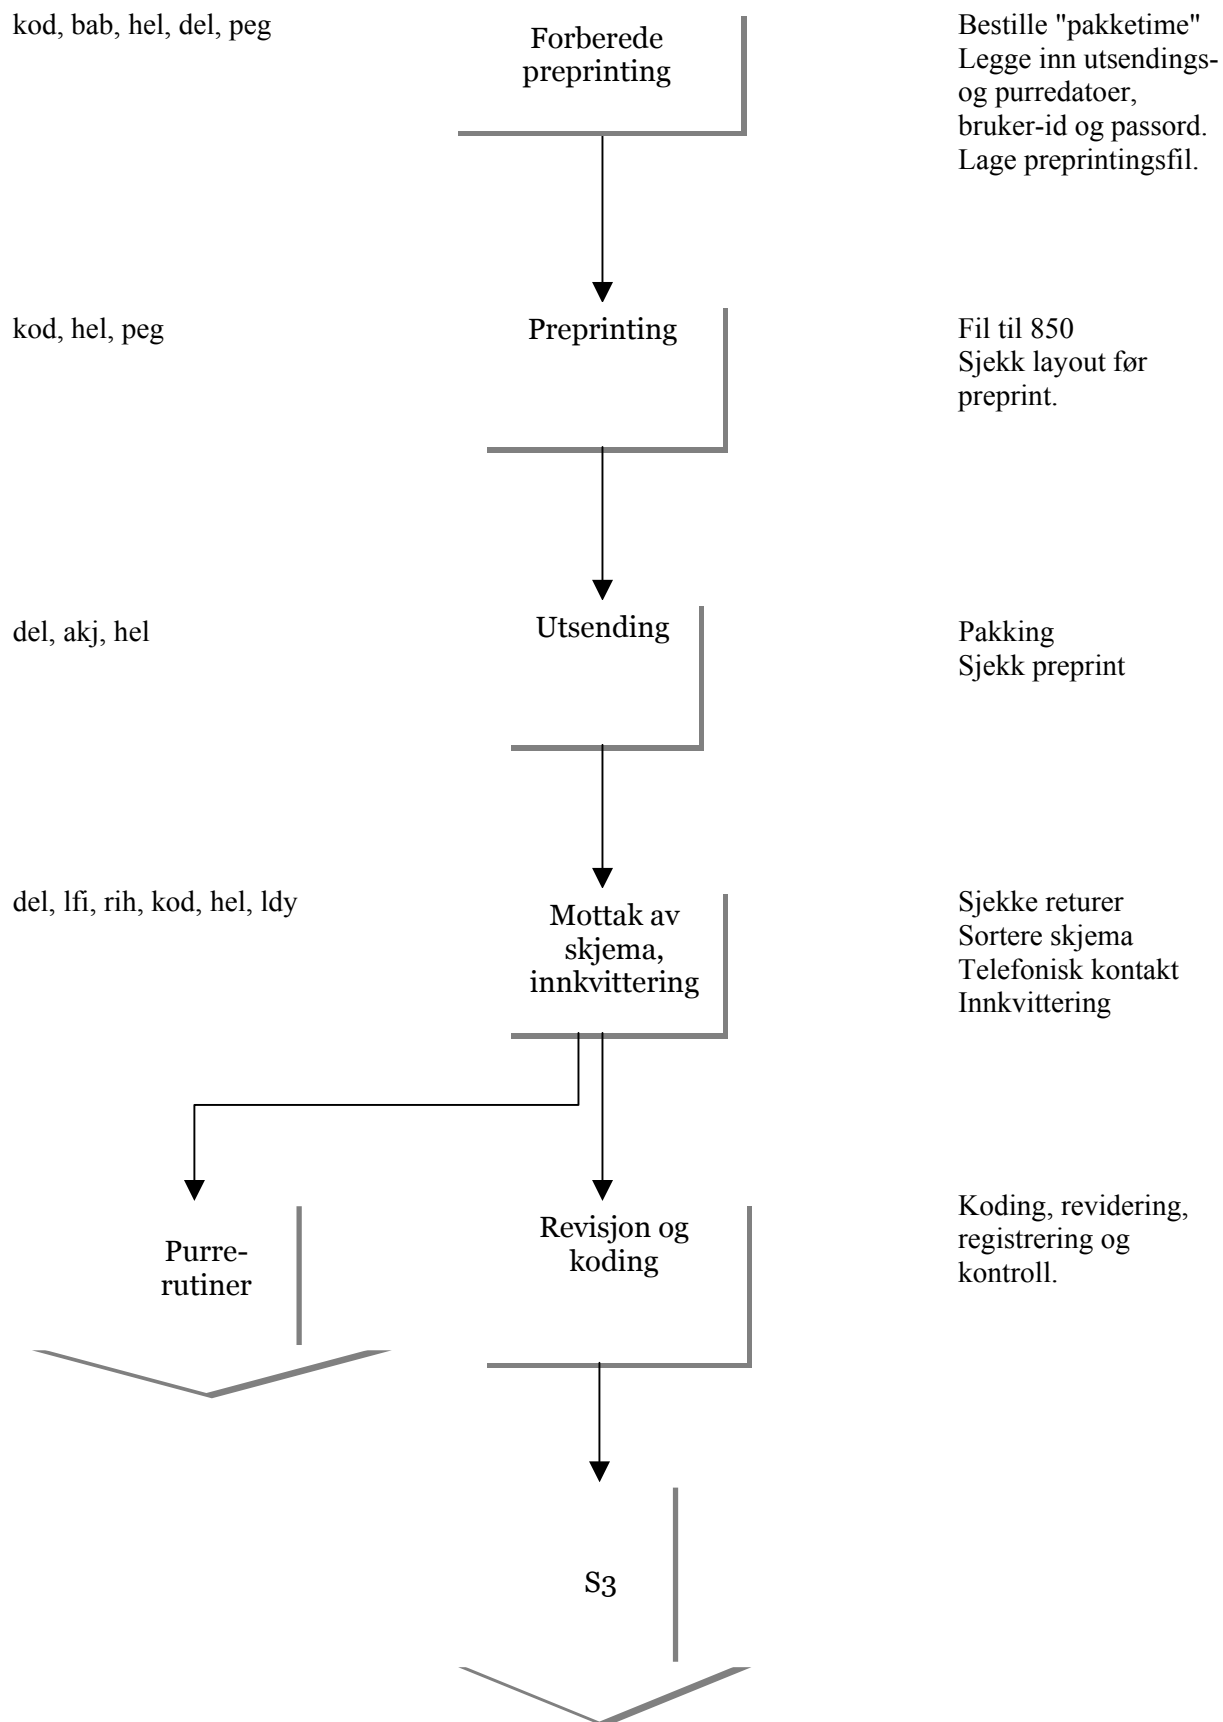 kod, bab, hel, del, peg
Forberede
preprinting
Bestille "pakketime"
Legge inn utsendings-
og purredatoer,
bruker-id og passord.
Lage preprintingsfil.
kod, hel, peg
Preprinting
Fil til 850
Sjekk layout før
preprint.
del, akj, hel
Utsending
Pakking
Sjekk preprint
del, lfi, rih, kod, hel, ldy
Mottak av
skjema,
innkvittering
Sjekke returer
Sortere skjema
Telefonisk kontakt
Innkvittering
Purre-
rutiner
Revisjon og
koding
Koding, revidering,
registrering og
kontroll.
S3